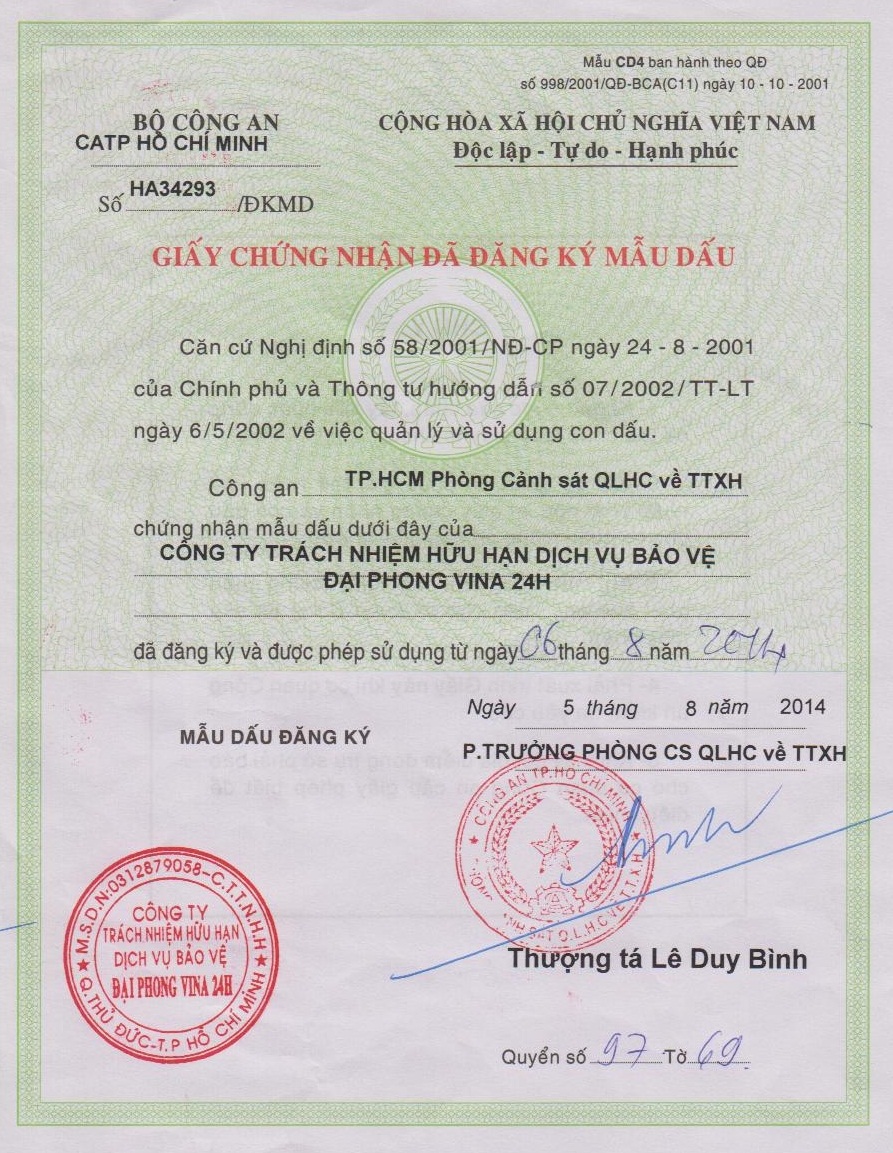 Mẫu CD4 ban hành theo QĐ
số 998/2001/QĐ-BCA(C11) ngày 10 - 10 - 2001
BỘ CÔNG AN
CATP HỒ CHÍ MINH
CỘNG HÒA XÃ HỘI CHỦ NGHĨA VIỆT NAM
Độc lập - Tự do - Hạnh phúc
Số HA34293 /ĐKMD
GIẤY CHỨNG NHẬN ĐÃ ĐĂNG KÝ MẪU DẤU
Căn cứ Nghị định số 58/2001/NĐ-CP ngày 24 - 8 - 2001
của Chính phủ và Thông tư hướng dẫn số 07/2002/TT-LT
ngày 6/5/2002 về việc quản lý và sử dụng con dấu.
Công an TP.HCM Phòng Cảnh sát QLHC về TTXH
chứng nhận mẫu dấu dưới đây của
CÔNG TY TRÁCH NHIỆM HỮU HẠN DỊCH VỤ BẢO VỆ
ĐẠI PHONG VINA 24H
đã đăng ký và được phép sử dụng từ ngày 06 tháng 8 năm 2014
Ngày 5 tháng 8 năm 2014
MẪU DẤU ĐĂNG KÝ
P.TRƯỞNG PHÒNG CS QLHC về TTXH
CÔNG AN TP.HỒ CHÍ MINH
SÁT Q.L.H.C VỀ T.T.X.H
M.S.D.N:0312879058-C.T.T.N.H.H
CÔNG TY
TRÁCH NHIỆM HỮU HẠN
DỊCH VỤ BẢO VỆ
ĐẠI PHONG VINA 24H
Q.THỦ ĐỨC-T.P HỒ CHÍ MINH
Thượng tá Lê Duy Bình
Quyển số 97 Tờ 69